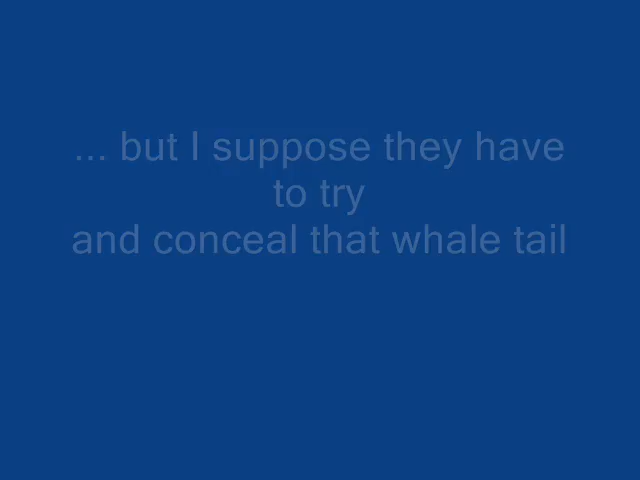 ... but I suppose they have
to try
and conceal that whale tail